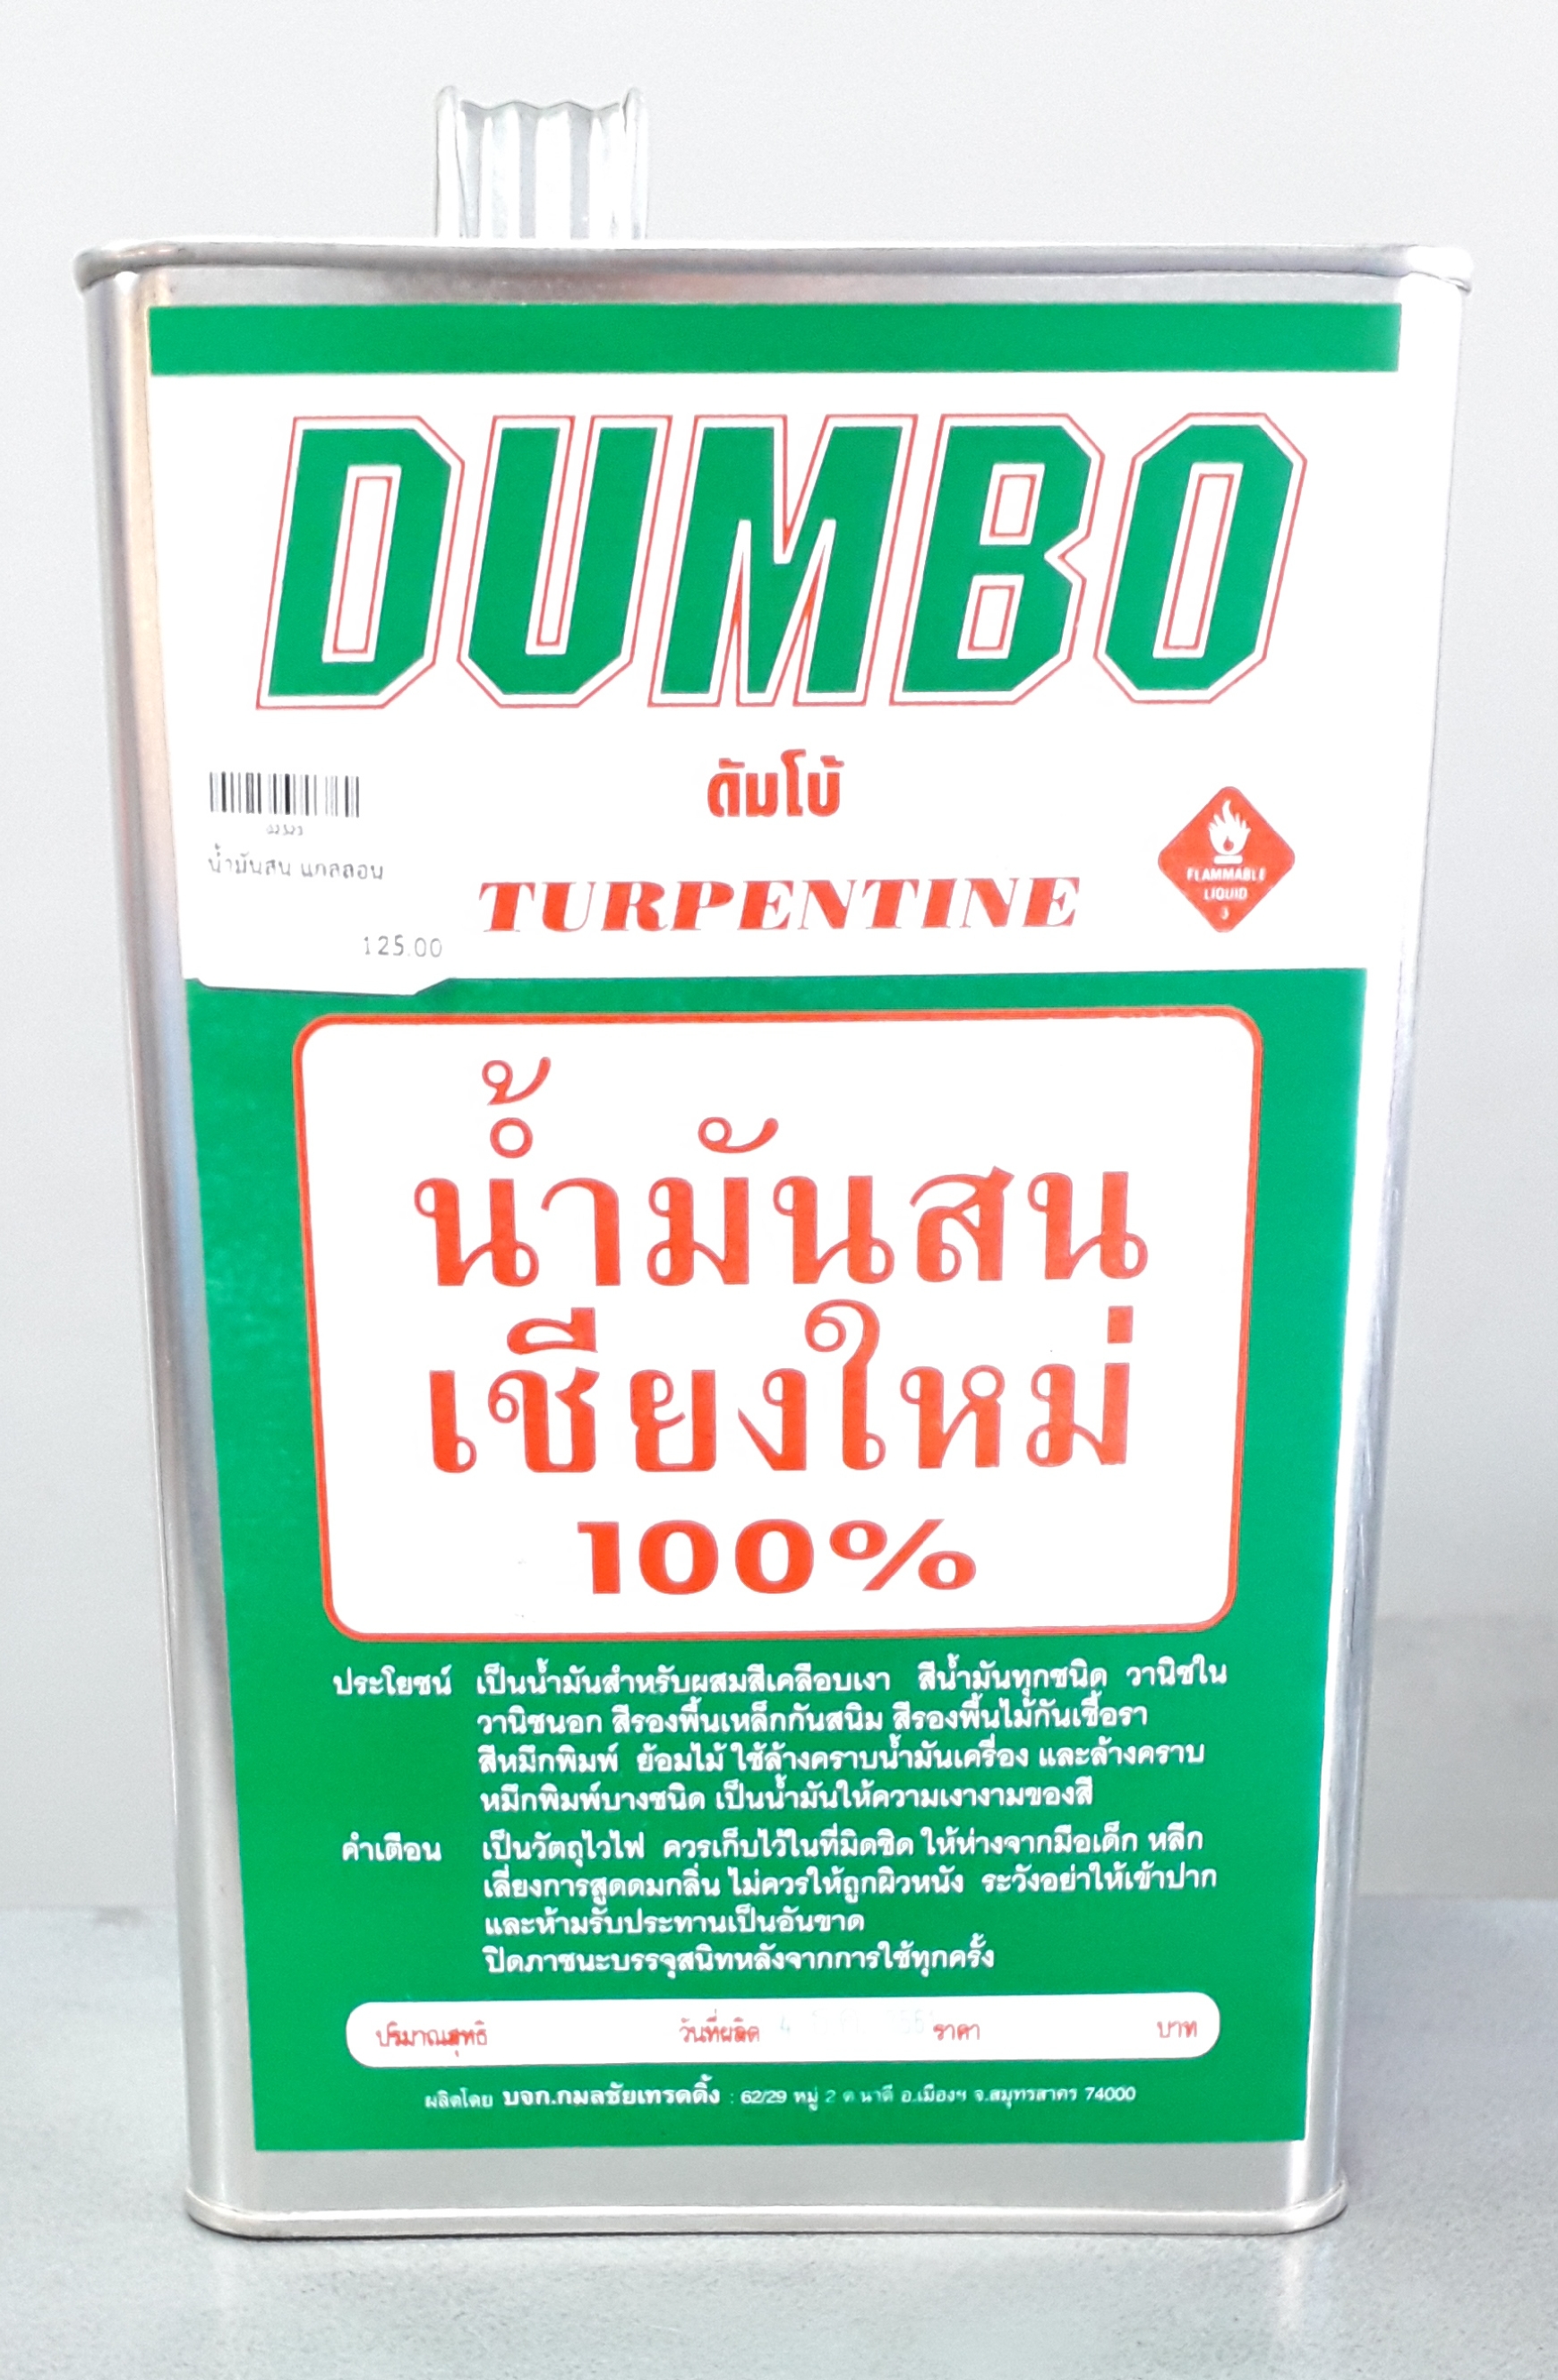 DUMBO
ดัมโบ้
น้ำมันสน แกลลอน
125.00
TURPENTINE
FLAMMABLE
LIQUID
3
น้ำมันสน
เชียงใหม่
100%
ประโยชน์ เป็นน้ำมันสำหรับผสมสีเคลือบเงา สีน้ำมันทุกชนิด วานิชใน
วานิชนอก สีรองพื้นเหล็กกันสนิม สีรองพื้นไม้กันเชื้อรา
สีหมึกพิมพ์ ย้อมไม้ ใช้ล้างคราบน้ำมันเครื่อง และล้างคราบ
หมึกพิมพ์บางชนิด เป็นน้ำมันให้ความเงางามของสี
คำเตือน เป็นวัตถุไวไฟ ควรเก็บไว้ในที่มิดชิด ให้ห่างจากมือเด็ก หลีก
เลี่ยงการสูดดมกลิ่น ไม่ควรให้ถูกผิวหนัง ระวังอย่าให้เข้าปาก
และห้ามรับประทานเป็นอันขาด
ปิดภาชนะบรรจุสนิทหลังจากการใช้ทุกครั้ง
ปริมาณสุทธิ วันที่ผลิต ราคา บาท
ผลิตโดย บจก.กมลชัยเทรดดิ้ง : 62/29 หมู่ 2 ต นาดี อ.เมืองฯ จ.สมุทรสาคร 74000